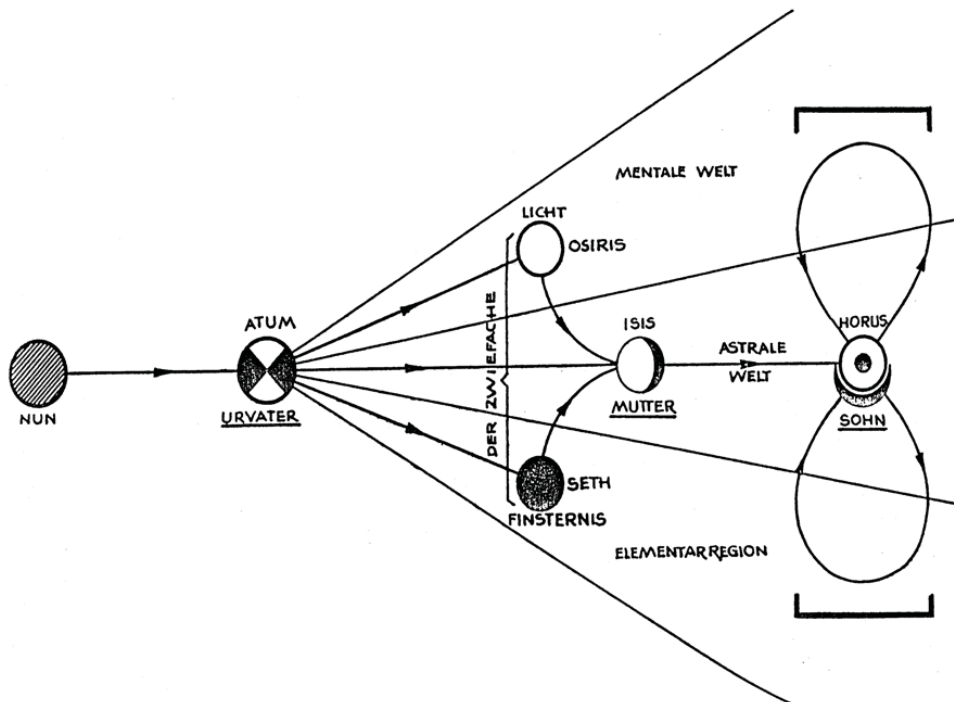 MENTALE WELT
LICHT
OSIRIS
DER ZWIEFACHE
ATUM
ISIS
HORUS
ASTRALE
WELT
NUN
URVATER
MUTTER
SOHN
SETH
FINSTERNIS
ELEMENTARREGION